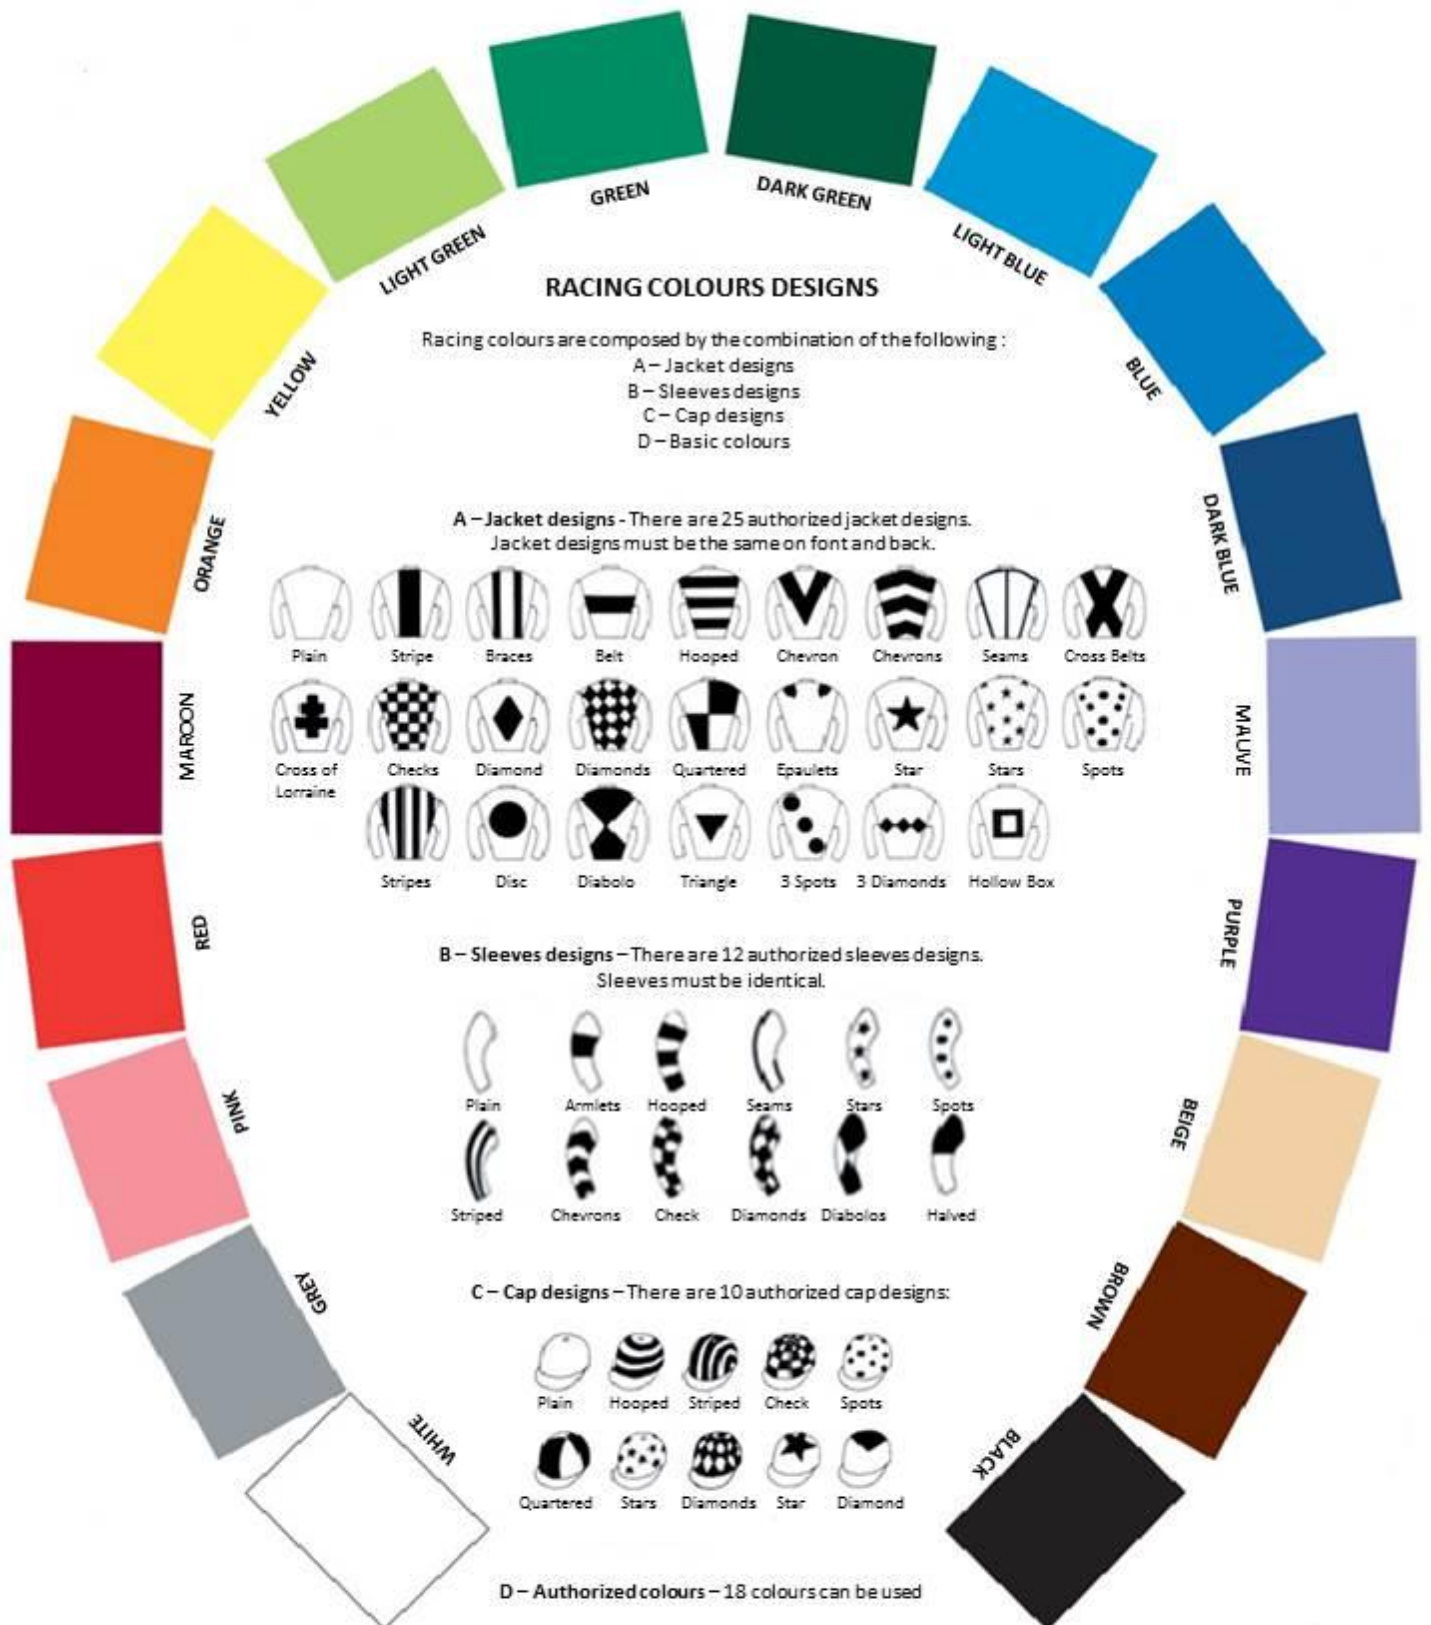 GREEN
DARK GREEN
LIGHT GREEN
LIGHT BLUE
YELLOW
BLUE
ORANGE
DARK BLUE
MAROON
MAUVE
RED
PURPLE
PINK
BEIGE
GREY
BROWN
WHITE
BLACK
RACING COLOURS DESIGNS
Racing colours are composed by the combination of the following :
A – Jacket designs
B – Sleeves designs
C – Cap designs
D – Basic colours
A – Jacket designs - There are 25 authorized jacket designs.
Jacket designs must be the same on font and back.
Plain Stripe Braces Belt Hooped Chevron Chevrons Seams Cross Belts
Cross of Lorraine Checks Diamond Diamonds Quartered Epaulets Star Stars Spots
Stripes Disc Diabolo Triangle 3 Spots 3 Diamonds Hollow Box
B – Sleeves designs – There are 12 authorized sleeves designs.
Sleeves must be identical.
Plain Armlets Hooped Seams Stars Spots
Striped Chevrons Check Diamonds Diabolos Halved
C – Cap designs – There are 10 authorized cap designs:
Plain Hooped Striped Check Spots
Quartered Stars Diamonds Star Diamond
D – Authorized colours – 18 colours can be used